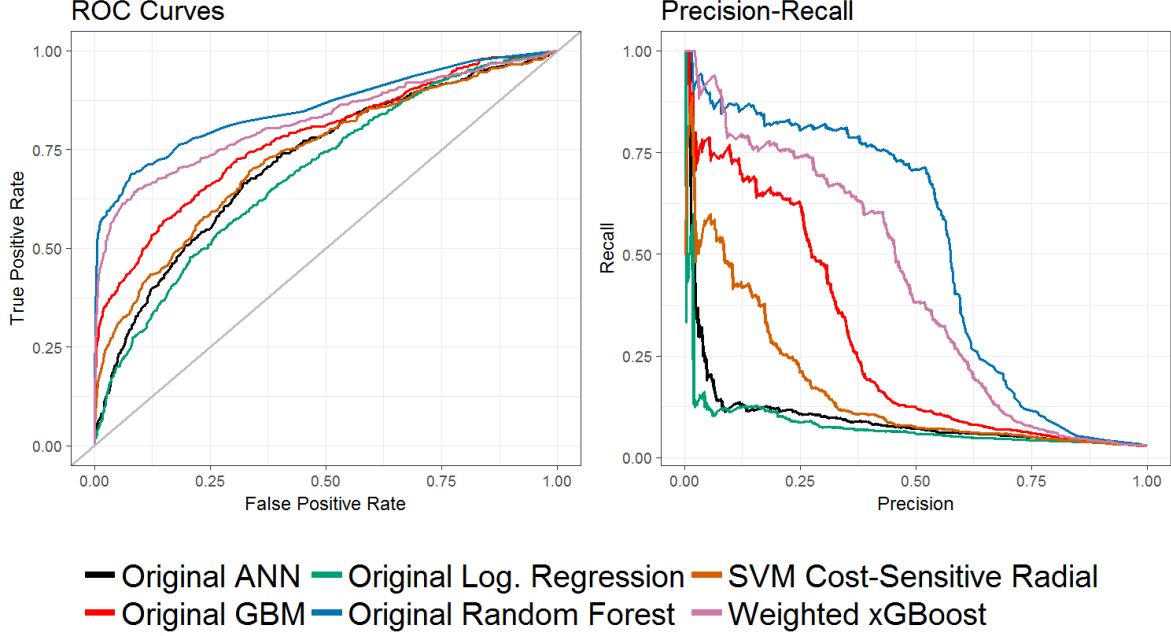 ROC Curves
1.00
0.75
0.50
0.25
0.00
True Positive Rate
0.00 0.25 0.50 0.75 1.00
False Positive Rate
Precision-Recall
1.00
0.75
0.50
0.25
0.00
Recall
0.00 0.25 0.50 0.75 1.00
Precision
Original ANN Original Log. Regression SVM Cost-Sensitive Radial
Original GBM Original Random Forest Weighted xGBoost